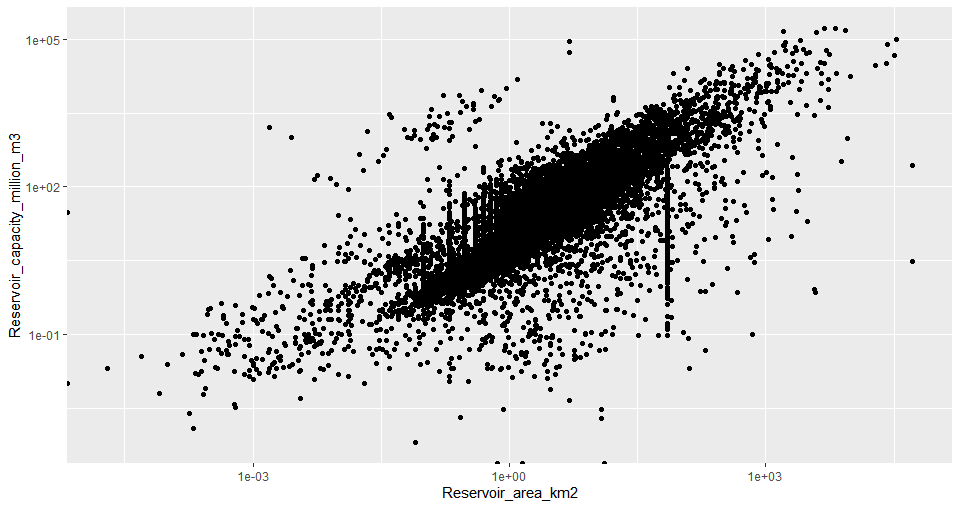 1e+05
1e+02
1e-01
Reservoir_capacity_million_m3
1e-03 1e+00 1e+03
Reservoir_area_km2